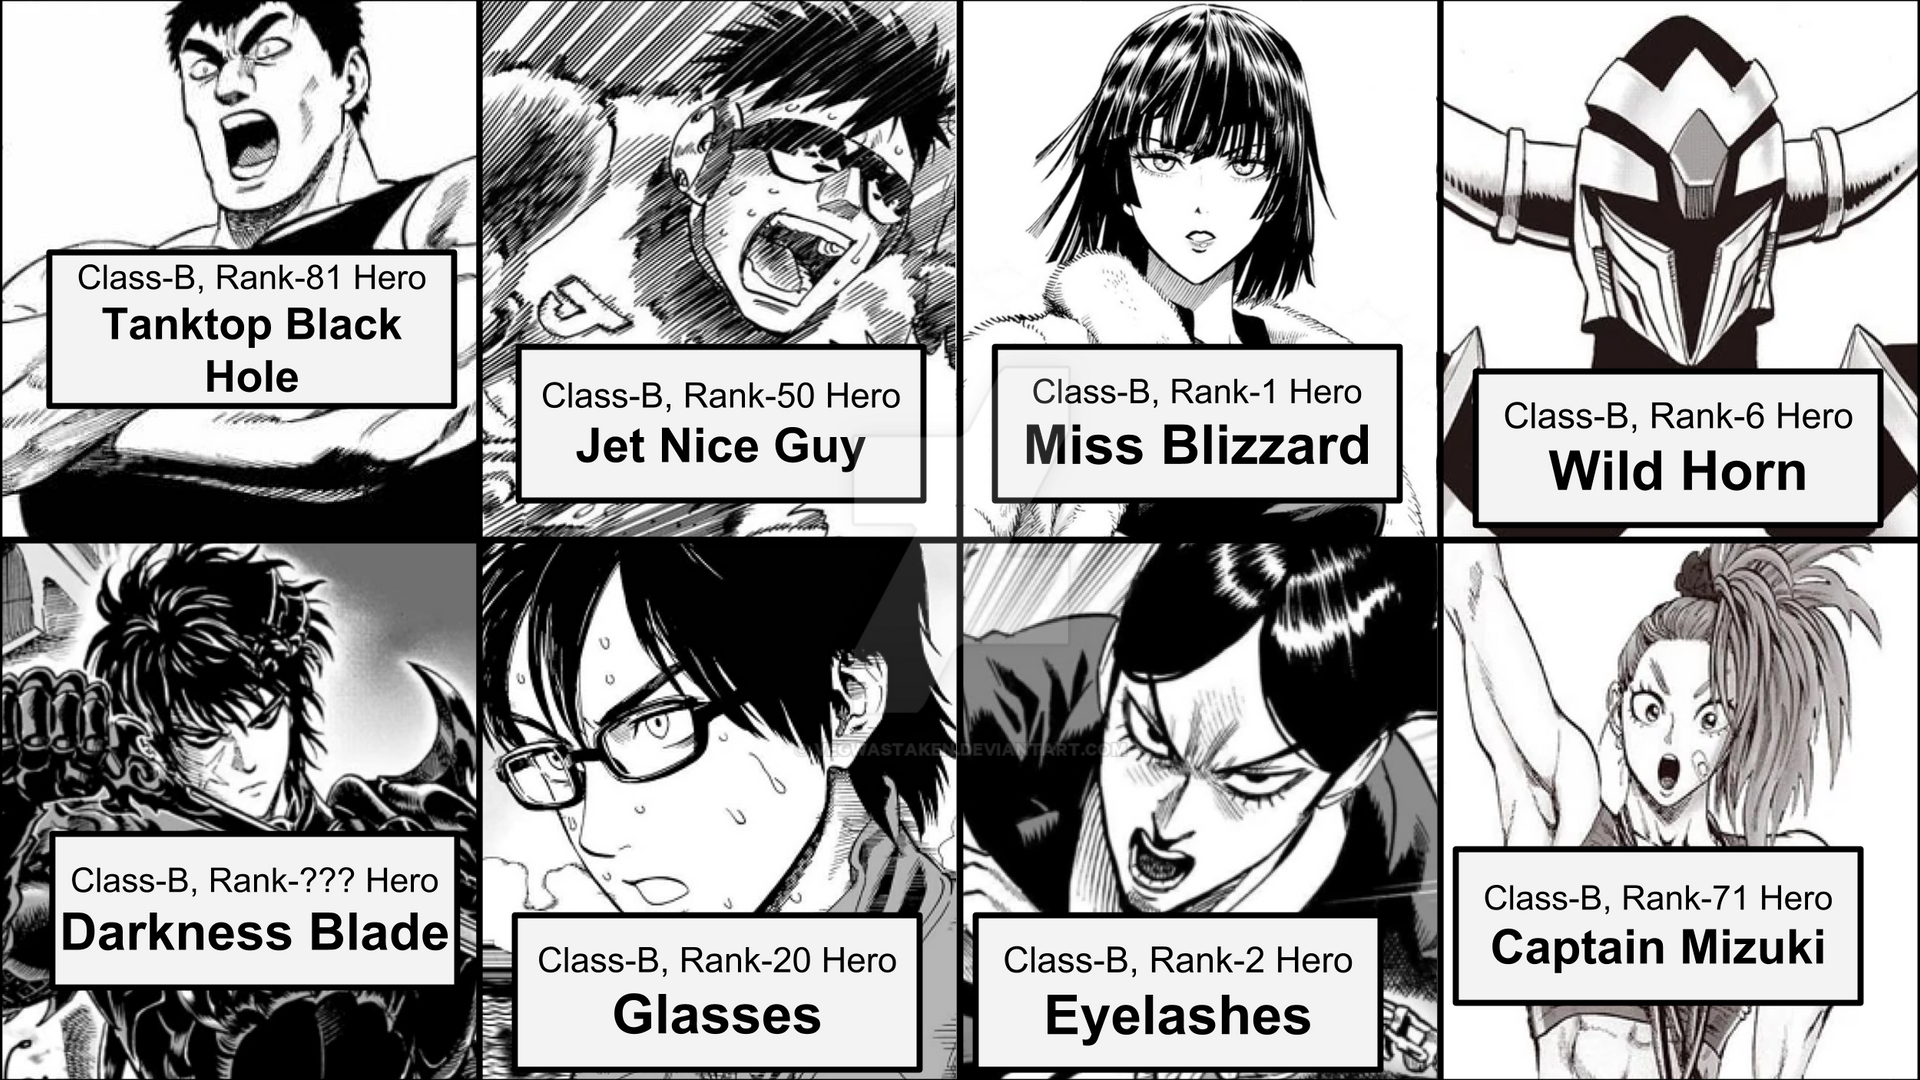 Class-B, Rank-81 Hero
Tanktop Black
Hole
Class-B, Rank-50 Hero
Jet Nice Guy
Class-B, Rank-1 Hero
Miss Blizzard
Class-B, Rank-6 Hero
Wild Horn
Class-B, Rank-??? Hero
Darkness Blade
Class-B, Rank-20 Hero
Glasses
Class-B, Rank-2 Hero
Eyelashes
Class-B, Rank-71 Hero
Captain Mizuki